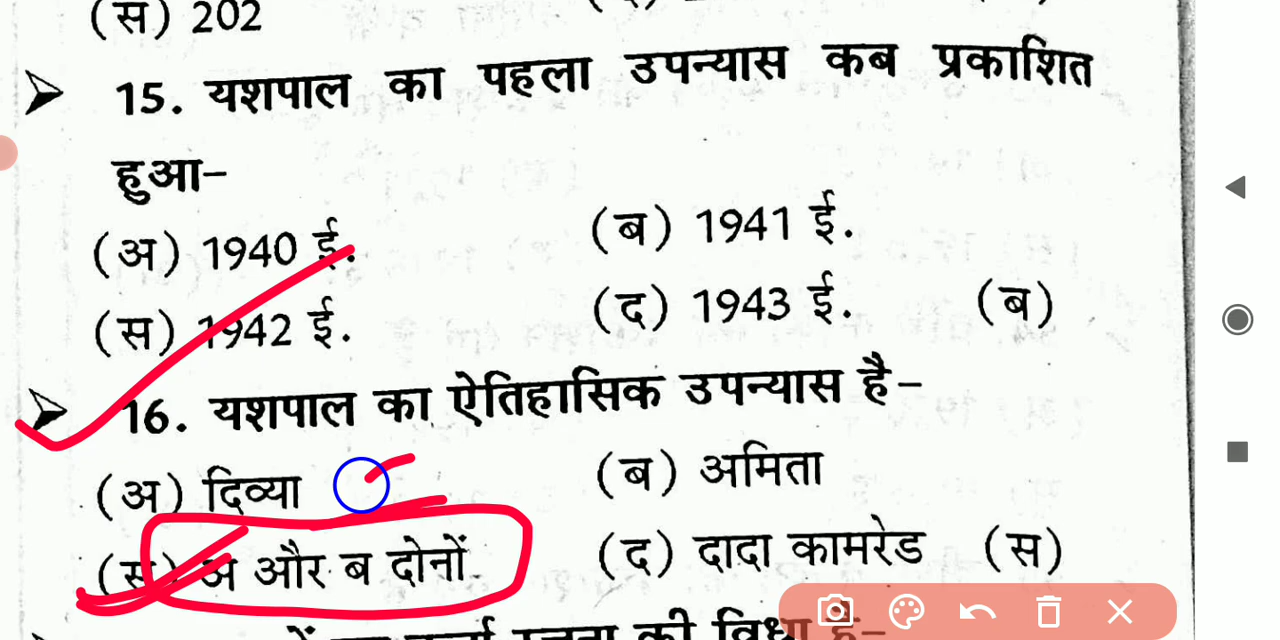 (स) 202
➢ 15. यशपाल का पहला उपन्यास कब प्रकाशित
हुआ-
(अ) 1940 ई. (ब) 1941 ई.
(स) 1942 ई. (द) 1943 ई. (ब)
➢ 16. यशपाल का ऐतिहासिक उपन्यास है-
(अ) दिव्या (ब) अमिता
(स) अ और ब दोनों (द) दादा कामरेड (स)
की विधा है-